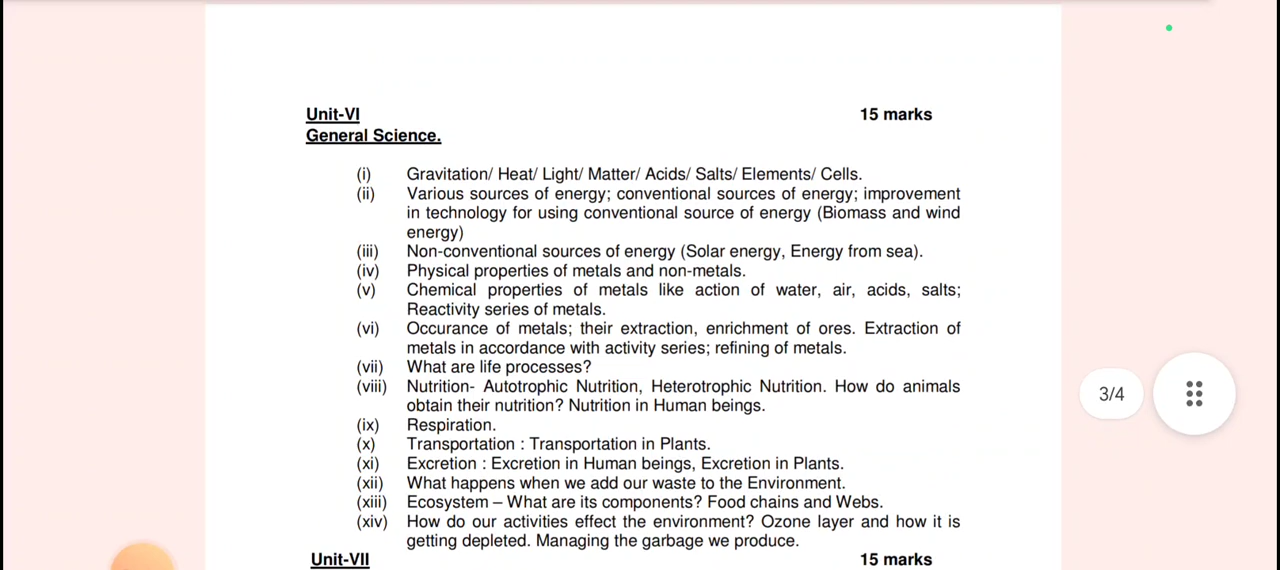 Unit-VI 15 marks
General Science.
(i) Gravitation/ Heat/ Light/ Matter/ Acids/ Salts/ Elements/ Cells.
(ii) Various sources of energy; conventional sources of energy; improvement
in technology for using conventional source of energy (Biomass and wind
energy)
(iii) Non-conventional sources of energy (Solar energy, Energy from sea).
(iv) Physical properties of metals and non-metals.
(v) Chemical properties of metals like action of water, air, acids, salts;
Reactivity series of metals.
(vi) Occurance of metals; their extraction, enrichment of ores. Extraction of
metals in accordance with activity series; refining of metals.
(vii) What are life processes?
(viii) Nutrition- Autotrophic Nutrition, Heterotrophic Nutrition. How do animals
obtain their nutrition? Nutrition in Human beings.
(ix) Respiration.
(x) Transportation : Transportation in Plants.
(xi) Excretion : Excretion in Human beings, Excretion in Plants.
(xii) What happens when we add our waste to the Environment.
(xiii) Ecosystem – What are its components? Food chains and Webs.
(xiv) How do our activities effect the environment? Ozone layer and how it is
getting depleted. Managing the garbage we produce.
Unit-VII 15 marks
3/4